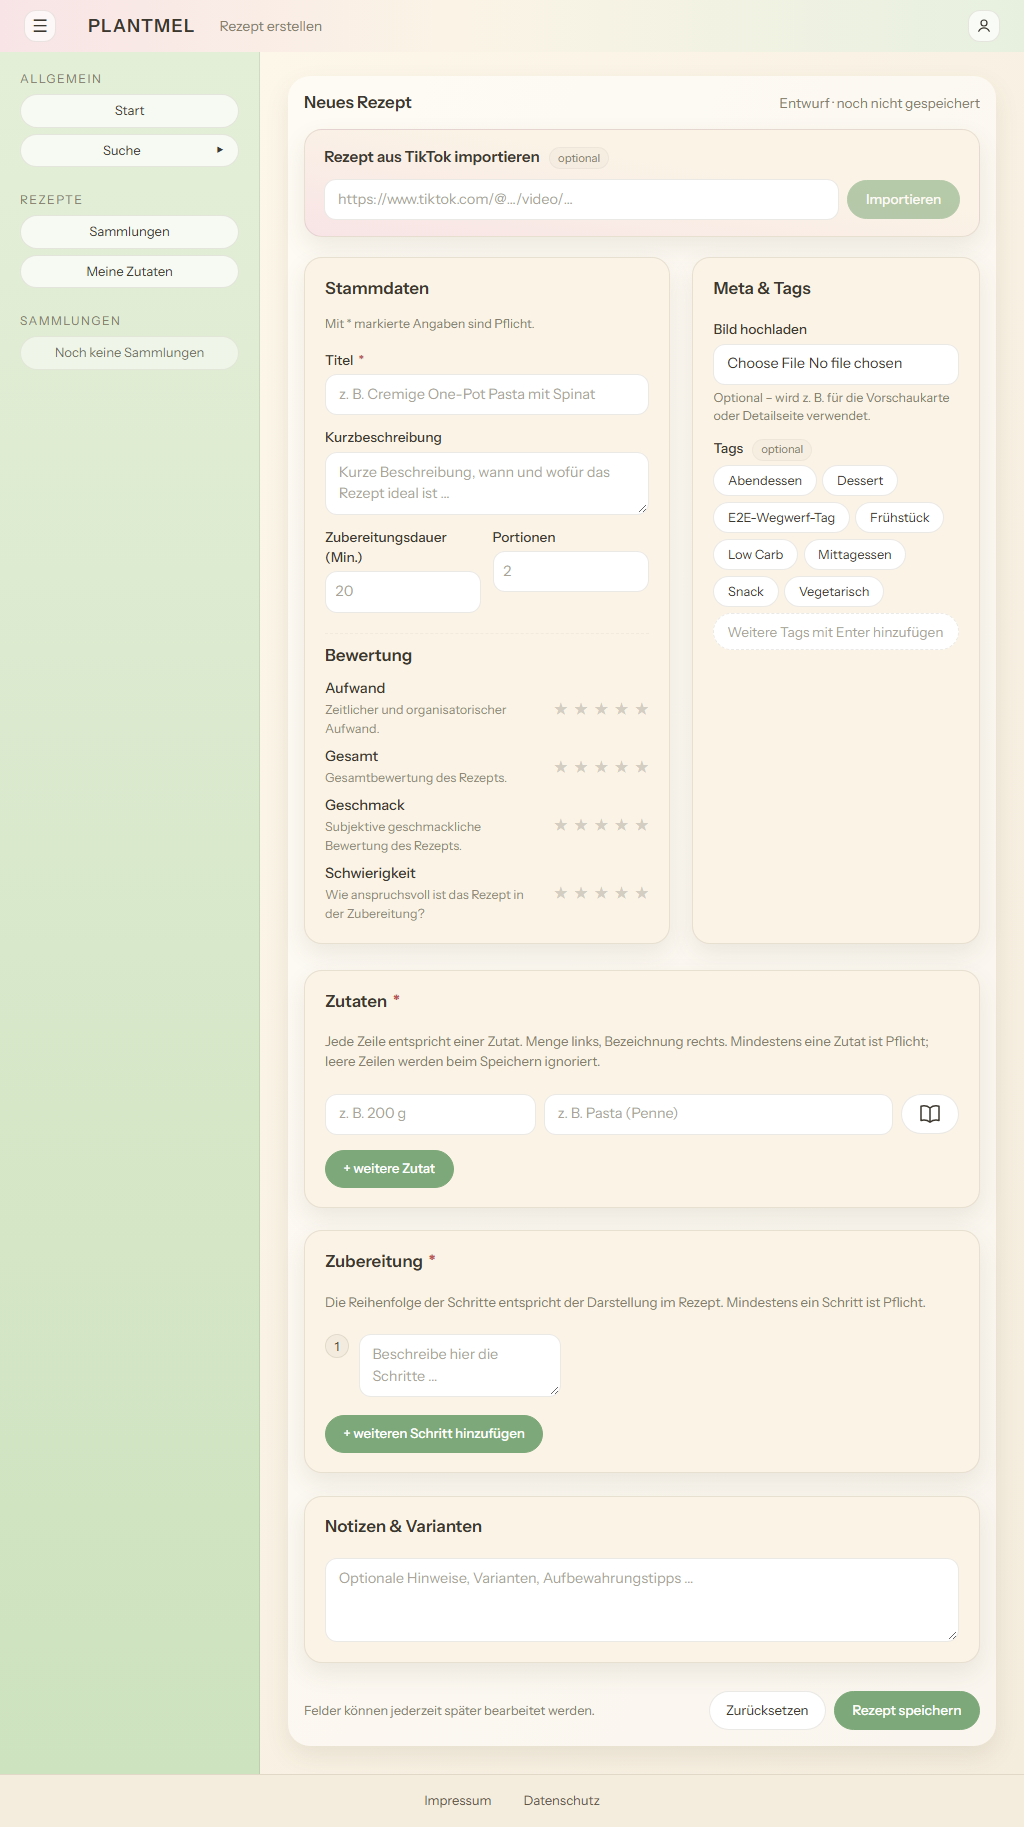 PLANTMEL
Rezept erstellen
ALLGEMEIN
Start
Suche
REZEPTE
Sammlungen
Meine Zutaten
SAMMLUNGEN
Noch keine Sammlungen
Neues Rezept
Entwurf · noch nicht gespeichert
Rezept aus TikTok importieren optional
https://www.tiktok.com/@.../video/...
Importieren
Stammdaten
Mit * markierte Angaben sind Pflicht.
Titel *
z. B. Cremige One-Pot Pasta mit Spinat
Kurzbeschreibung
Kurze Beschreibung, wann und wofür das
Rezept ideal ist ...
Zubereitungsdauer
(Min.)
20
Portionen
2
Bewertung
Aufwand
Zeitlicher und organisatorischer
Aufwand.
★ ★ ★ ★ ★
Gesamt
Gesamtbewertung des Rezepts.
★ ★ ★ ★ ★
Geschmack
Subjektive geschmackliche
Bewertung des Rezepts.
★ ★ ★ ★ ★
Schwierigkeit
Wie anspruchsvoll ist das Rezept in
der Zubereitung?
★ ★ ★ ★ ★
Meta & Tags
Bild hochladen
Choose File No file chosen
Optional – wird z. B. für die Vorschaukarte
oder Detailseite verwendet.
Tags optional
Abendessen Dessert
E2E-Wegwerf-Tag Frühstück
Low Carb Mittagessen
Snack Vegetarisch
Weitere Tags mit Enter hinzufügen
Zutaten *
Jede Zeile entspricht einer Zutat. Menge links, Bezeichnung rechts. Mindestens eine Zutat ist Pflicht;
leere Zeilen werden beim Speichern ignoriert.
z. B. 200 g
z. B. Pasta (Penne)
+ weitere Zutat
Zubereitung *
Die Reihenfolge der Schritte entspricht der Darstellung im Rezept. Mindestens ein Schritt ist Pflicht.
1
Beschreibe hier die
Schritte ...
+ weiteren Schritt hinzufügen
Notizen & Varianten
Optionale Hinweise, Varianten, Aufbewahrungstipps ...
Felder können jederzeit später bearbeitet werden.
Zurücksetzen
Rezept speichern
Impressum
Datenschutz